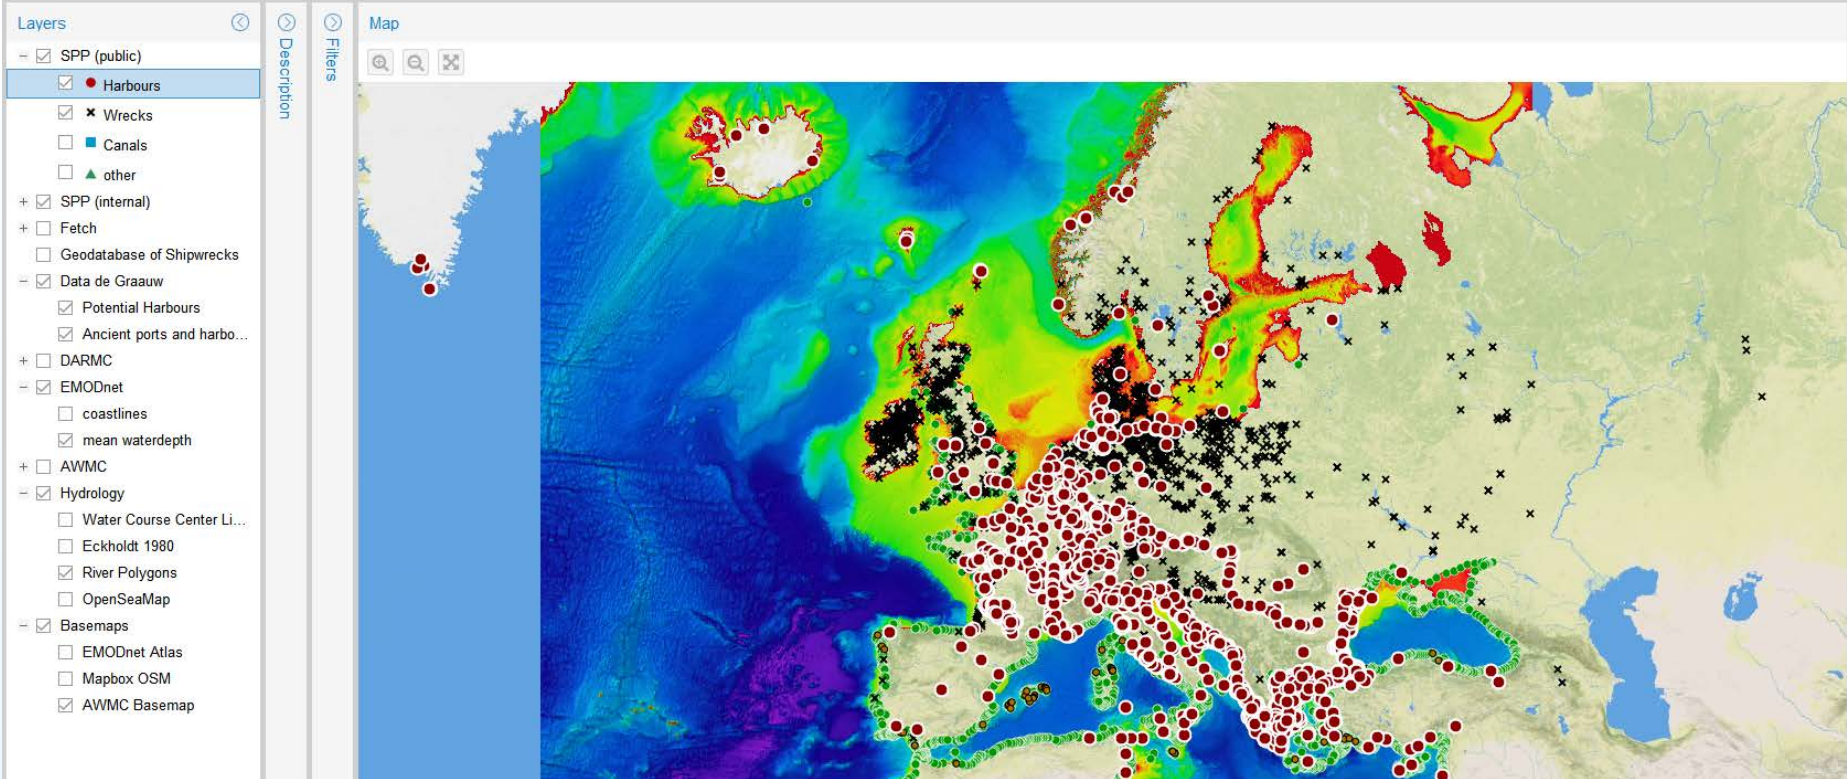 Layers
SPP (public)
Harbours
Wrecks
Canals
other
SPP (internal)
Fetch
Geodatabase of Shipwrecks
Data de Graauw
Potential Harbours
Ancient ports and harbo...
DARMC
EMODnet
coastlines
mean waterdepth
AWMC
Hydrology
Water Course Center Li...
Eckholdt 1980
River Polygons
OpenSeaMap
Basemaps
EMODnet Atlas
Mapbox OSM
AWMC Basemap
Description
Filters
Map